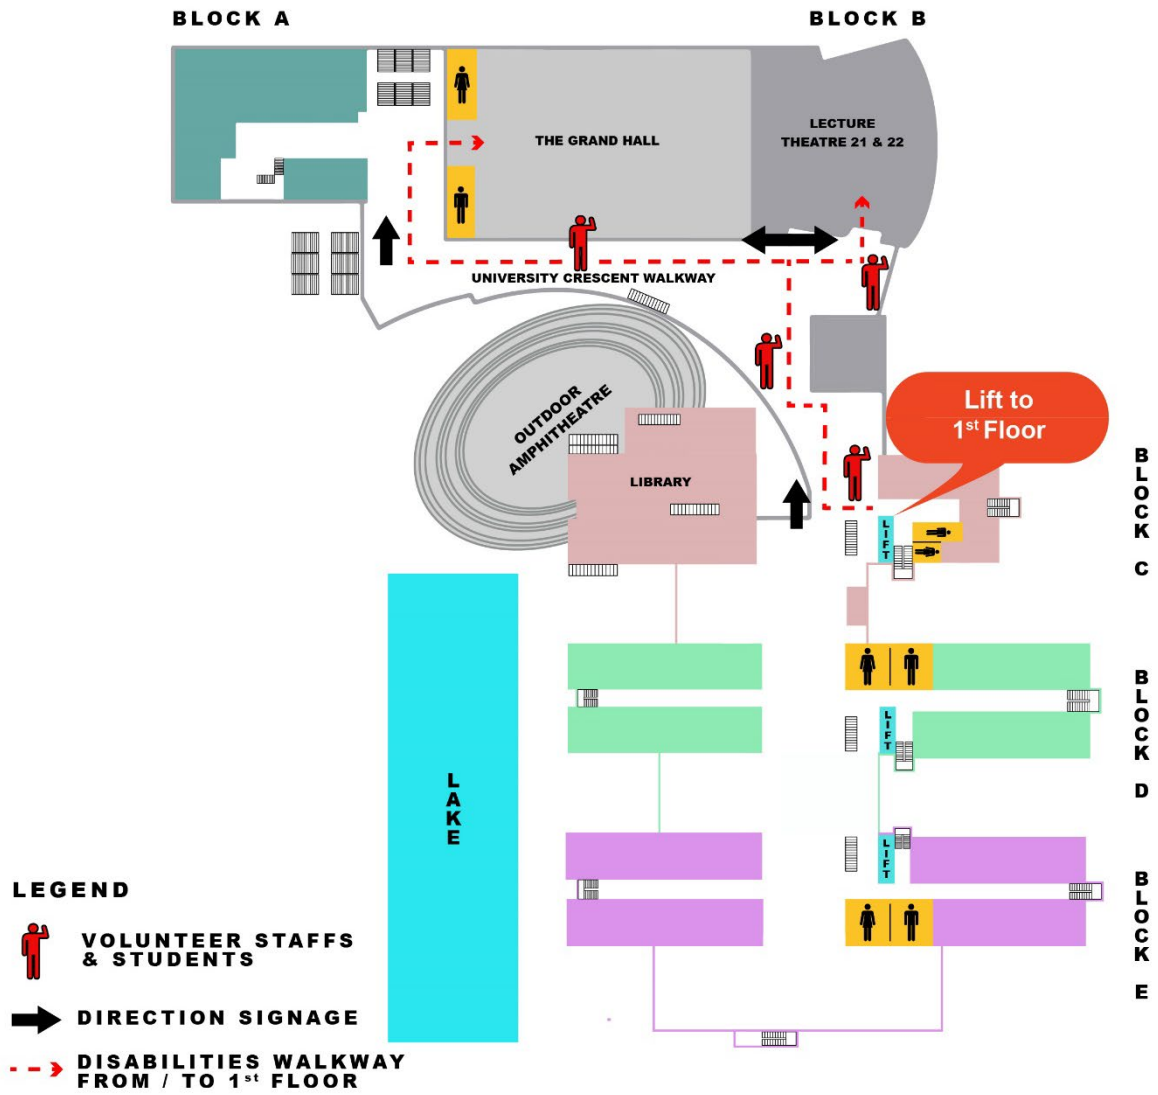 BLOCK A
BLOCK B
LECTURE
THEATRE 21 & 22
THE GRAND HALL
UNIVERSITY CRESCENT WALKWAY
OUTDOOR
AMPHITHEATRE
Lift to
1st Floor
LIBRARY
BLOCK C
LIFT
LAKE
BLOCK D
LIFT
BLOCK E
LIFT
LEGEND
VOLUNTEER STAFFS
& STUDENTS
DIRECTION SIGNAGE
DISABILITIES WALKWAY
FROM / TO 1st FLOOR